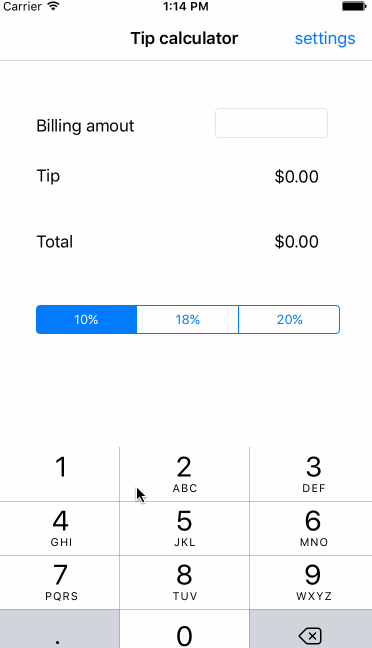 Carrier 1:14 PM
Tip calculator settings
Billing amout
Tip $0.00
Total $0.00
10% 18% 20%
1 2 3
ABC DEF
4 5 6
GHI JKL MNO
7 8 9
PQRS TUV WXYZ
. 0